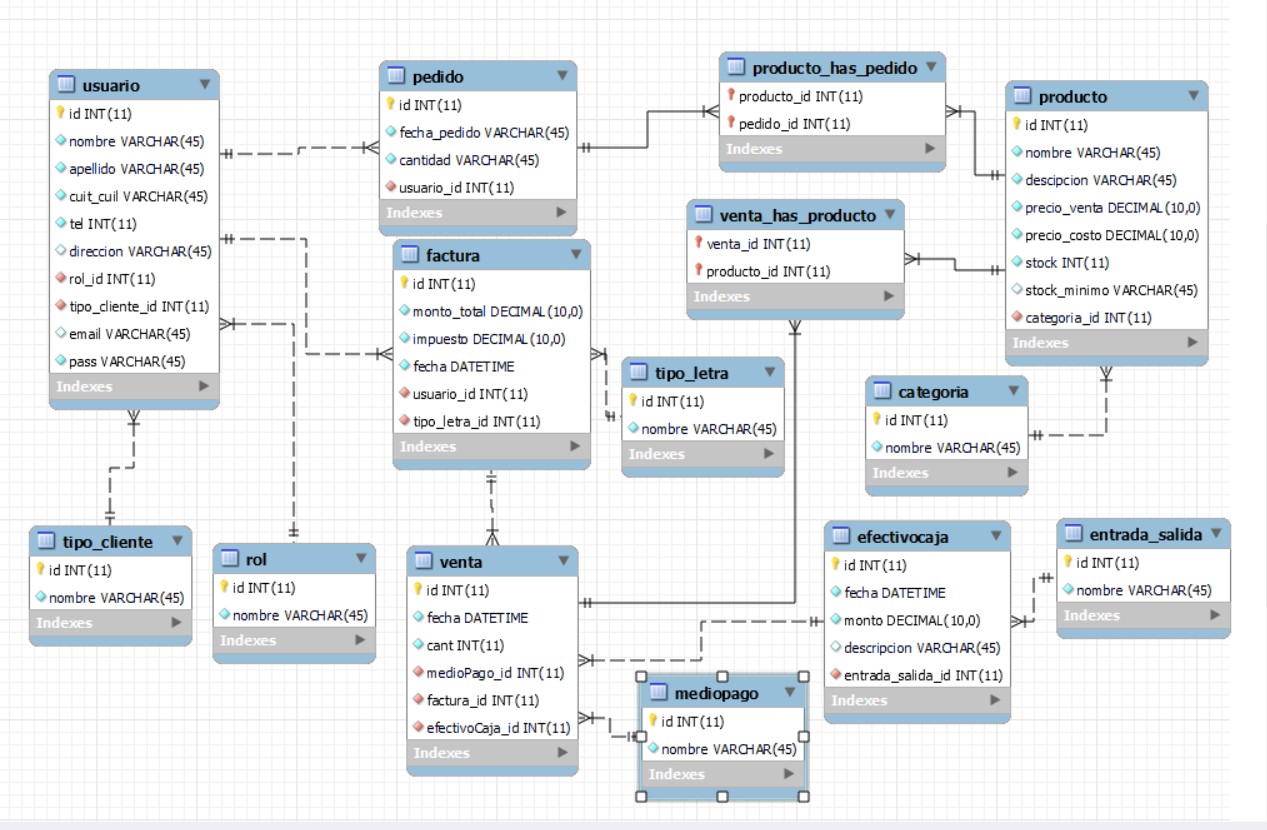 usuario
id INT(11)
nombre VARCHAR(45)
apellido VARCHAR(45)
cuit_cuil VARCHAR(45)
tel INT(11)
direccion VARCHAR(45)
rol_id INT(11)
tipo_cliente_id INT(11)
email VARCHAR(45)
pass VARCHAR(45)
Indexes
pedido
id INT(11)
fecha_pedido VARCHAR(45)
cantidad VARCHAR(45)
usuario_id INT(11)
Indexes
producto_has_pedido
producto_id INT(11)
pedido_id INT(11)
Indexes
producto
id INT(11)
nombre VARCHAR(45)
descipcion VARCHAR(45)
precio_venta DECIMAL(10,0)
precio_costo DECIMAL(10,0)
stock INT(11)
stock_minimo VARCHAR(45)
categoria_id INT(11)
Indexes
venta_has_producto
venta_id INT(11)
producto_id INT(11)
Indexes
factura
id INT(11)
monto_total DECIMAL(10,0)
impuesto DECIMAL(10,0)
fecha DATETIME
usuario_id INT(11)
tipo_letra_id INT(11)
Indexes
tipo_letra
id INT(11)
nombre VARCHAR(45)
Indexes
categoria
id INT(11)
nombre VARCHAR(45)
Indexes
tipo_cliente
id INT(11)
nombre VARCHAR(45)
Indexes
rol
id INT(11)
nombre VARCHAR(45)
Indexes
venta
id INT(11)
fecha DATETIME
cant INT(11)
medioPago_id INT(11)
factura_id INT(11)
efectivoCaja_id INT(11)
Indexes
efectivocaja
id INT(11)
fecha DATETIME
monto DECIMAL(10,0)
descripcion VARCHAR(45)
entrada_salida_id INT(11)
Indexes
entrada_salida
id INT(11)
nombre VARCHAR(45)
Indexes
mediopago
id INT(11)
nombre VARCHAR(45)
Indexes